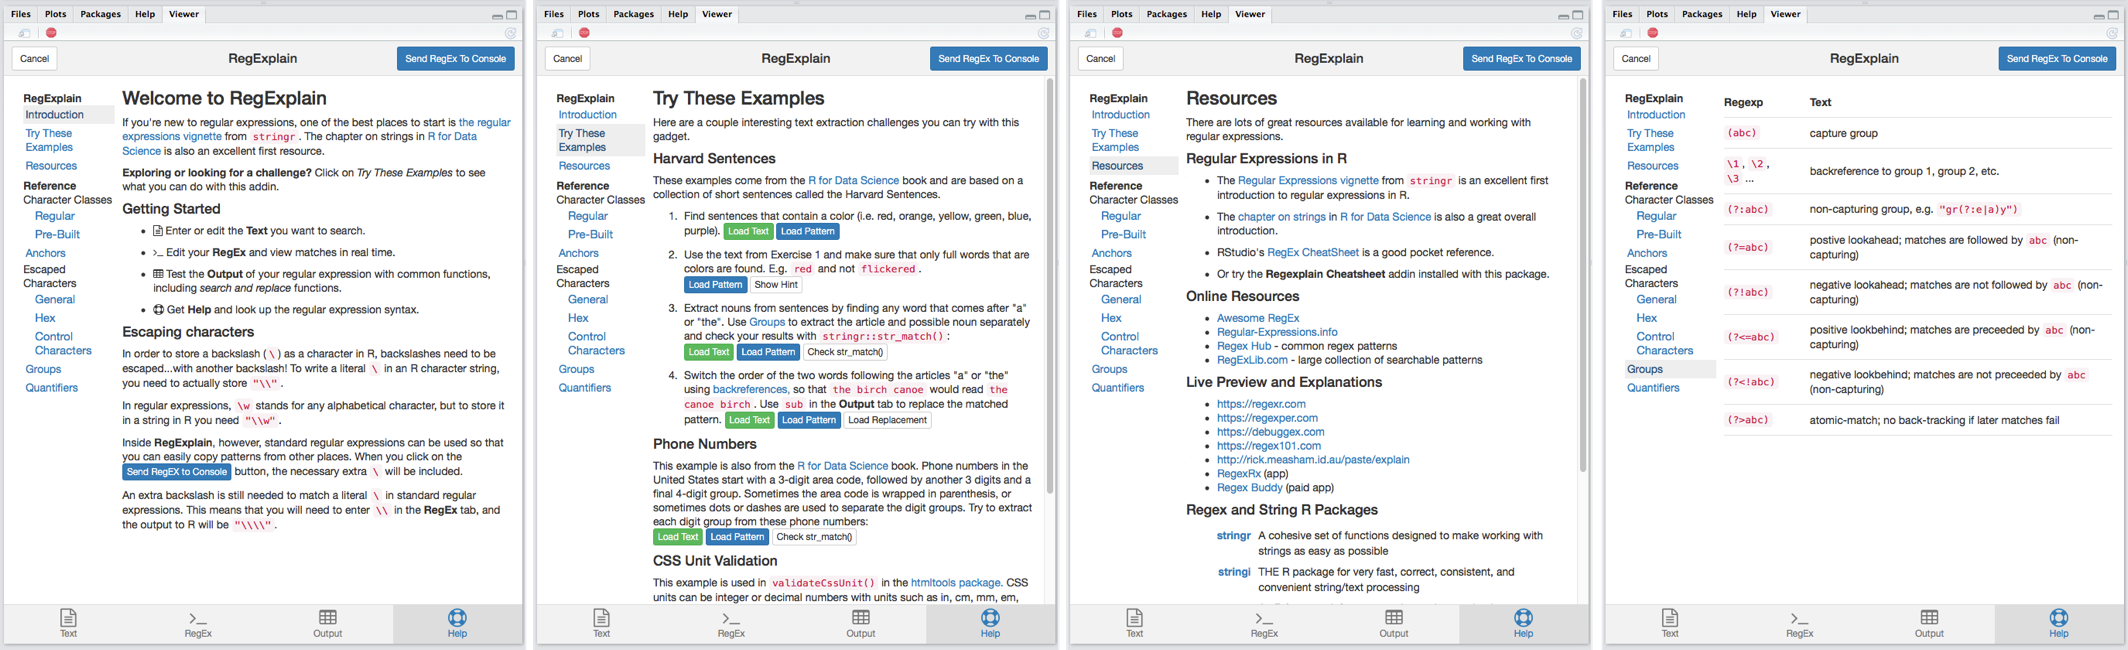 Files Plots Packages Help Viewer
Cancel RegExplain Send RegEx To Console
RegExplain
Introduction
Try These
Examples
Resources
Reference
Character Classes
Regular
Pre-Built
Anchors
Escaped
Characters
General
Hex
Control
Characters
Groups
Quantifiers
Welcome to RegExplain
If you're new to regular expressions, one of the best places to start is the regular
expressions vignette from stringr. The chapter on strings in R for Data
Science is also an excellent first resource.
Exploring or looking for a challenge? Click on Try These Examples to see
what you can do with this addin.
Getting Started
• Enter or edit the Text you want to search.
• Edit your RegEx and view matches in real time.
• Test the Output of your regular expression with common functions,
including search and replace functions.
• Get Help and look up the regular expression syntax.
Escaping characters
In order to store a backslash ( \ ) as a character in R, backslashes need to be
escaped...with another backslash! To write a literal \ in an R character string,
you need to actually store "\\" .
In regular expressions, \w stands for any alphabetical character, but to store it
in a string in R you need "\\w" .
Inside RegExplain, however, standard regular expressions can be used so that
you can easily copy patterns from other places. When you click on the
Send RegEX to Console button, the necessary extra \ will be included.
An extra backslash is still needed to match a literal \ in standard regular
expressions. This means that you will need to enter \\ in the RegEx tab, and
the output to R will be "\\\\" .
Text RegEx Output Help
Files Plots Packages Help Viewer
Cancel RegExplain Send RegEx To Console
RegExplain
Introduction
Try These
Examples
Resources
Reference
Character Classes
Regular
Pre-Built
Anchors
Escaped
Characters
General
Hex
Control
Characters
Groups
Quantifiers
Try These Examples
Here are a couple interesting text extraction challenges you can try with this
gadget.
Harvard Sentences
These examples come from the R for Data Science book and are based on a
collection of short sentences called the Harvard Sentences.
1. Find sentences that contain a color (i.e. red, orange, yellow, green, blue,
purple). Load Text Load Pattern
2. Use the text from Exercise 1 and make sure that only full words that are
colors are found. E.g. red and not flickered .
Load Pattern Show Hint
3. Extract nouns from sentences by finding any word that comes after "a"
or "the". Use Groups to extract the article and possible noun separately
and check your results with stringr::str_match() :
Load Text Load Pattern Check str_match()
4. Switch the order of the two words following the articles "a" or "the"
using backreferences, so that the birch canoe would read the
canoe birch . Use sub in the Output tab to replace the matched
pattern. Load Text Load Pattern Load Replacement
Phone Numbers
This example is also from the R for Data Science book. Phone numbers in the
United States start with a 3-digit area code, followed by another 3 digits and a
final 4-digit group. Sometimes the area code is wrapped in parenthesis, or
sometimes dots or dashes are used to separate the digit groups. Try to extract
each digit group from these phone numbers:
Load Text Load Pattern Check str_match()
CSS Unit Validation
This example is used in validateCssUnit() in the htmltools package. CSS
units can be integer or decimal numbers with units such as in, cm, mm, em,
Text RegEx Output Help
Files Plots Packages Help Viewer
Cancel RegExplain Send RegEx To Console
RegExplain
Introduction
Try These
Examples
Resources
Reference
Character Classes
Regular
Pre-Built
Anchors
Escaped
Characters
General
Hex
Control
Characters
Groups
Quantifiers
Resources
There are lots of great resources available for learning and working with
regular expressions.
Regular Expressions in R
• The Regular Expressions vignette from stringr is an excellent first
introduction to regular expressions in R.
• The chapter on strings in R for Data Science is also a great overall
introduction.
• RStudio's RegEx CheatSheet is a good pocket reference.
• Or try the Regexplain Cheatsheet addin installed with this package.
Online Resources
• Awesome RegEx
• Regular-Expressions.info
• Regex Hub - common regex patterns
• RegExLib.com - large collection of searchable patterns
Live Preview and Explanations
• https://regexr.com
• https://regexper.com
• https://debuggex.com
• https://regex101.com
• http://rick.measham.id.au/paste/explain
• RegexRx (app)
• Regex Buddy (paid app)
Regex and String R Packages
stringr A cohesive set of functions designed to make working with
strings as easy as possible
stringi THE R package for very fast, correct, consistent, and
convenient string/text processing
Text RegEx Output Help
Files Plots Packages Help Viewer
Cancel RegExplain Send RegEx To Console
RegExplain
Introduction
Try These
Examples
Resources
Reference
Character Classes
Regular
Pre-Built
Anchors
Escaped
Characters
General
Hex
Control
Characters
Groups
Quantifiers
Regexp Text
(abc) capture group
\1 , \2 ,
\3 ... backreference to group 1, group 2, etc.
(?:abc) non-capturing group, e.g. "gr(?:e|a)y")
(?=abc) postive lookahead; matches are followed by abc (non-
capturing)
(?!abc) negative lookahead; matches are not followed by abc (non-
capturing)
(?<=abc) positive lookbehind; matches are preceeded by abc (non-
capturing)
(?<!abc) negative lookbehind; matches are not preceeded by abc
(non-capturing)
(?>abc) atomic-match; no back-tracking if later matches fail
Text RegEx Output Help